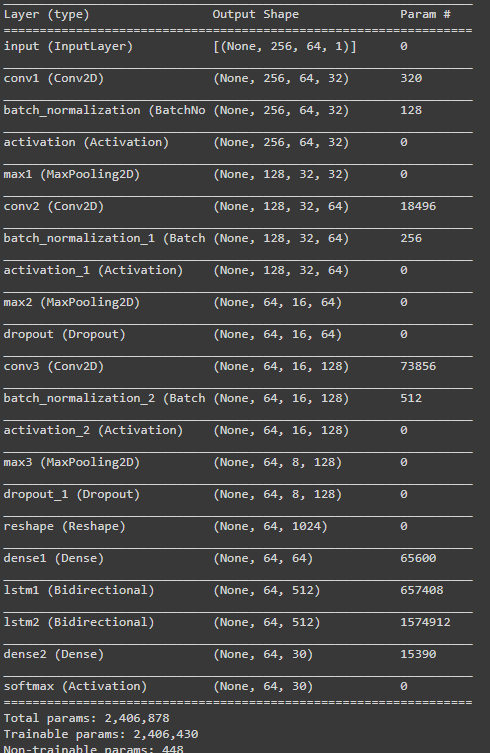 Layer (type) Output Shape Param #
=================================================================
input (InputLayer) [(None, 256, 64, 1)] 0
conv1 (Conv2D) (None, 256, 64, 32) 320
batch_normalization (BatchNo (None, 256, 64, 32) 128
activation (Activation) (None, 256, 64, 32) 0
max1 (MaxPooling2D) (None, 128, 32, 32) 0
conv2 (Conv2D) (None, 128, 32, 64) 18496
batch_normalization_1 (Batch (None, 128, 32, 64) 256
activation_1 (Activation) (None, 128, 32, 64) 0
max2 (MaxPooling2D) (None, 64, 16, 64) 0
dropout (Dropout) (None, 64, 16, 64) 0
conv3 (Conv2D) (None, 64, 16, 128) 73856
batch_normalization_2 (Batch (None, 64, 16, 128) 512
activation_2 (Activation) (None, 64, 16, 128) 0
max3 (MaxPooling2D) (None, 64, 8, 128) 0
dropout_1 (Dropout) (None, 64, 8, 128) 0
reshape (Reshape) (None, 64, 1024) 0
dense1 (Dense) (None, 64, 64) 65600
lstm1 (Bidirectional) (None, 64, 512) 657408
lstm2 (Bidirectional) (None, 64, 512) 1574912
dense2 (Dense) (None, 64, 30) 15390
softmax (Activation) (None, 64, 30) 0
=================================================================
Total params: 2,406,878
Trainable params: 2,406,430
Non-trainable params: 448